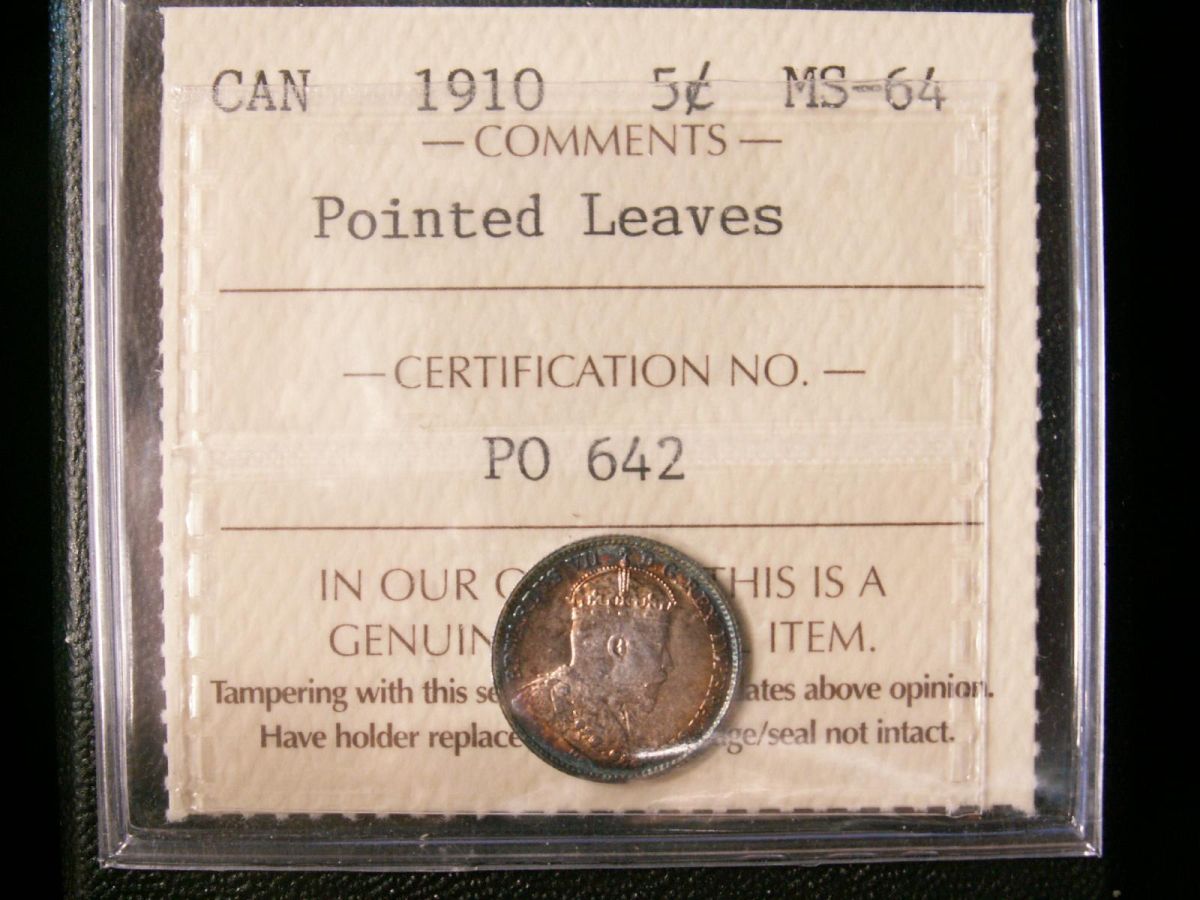 CAN 1910 5¢ MS-64
— COMMENTS —
Pointed Leaves
— CERTIFICATION NO. —
PO 642
IN OUR THIS IS A
GENUIN ITEM.
Tampering with this se ates above opinion.
Have holder replace ge/seal not intact.